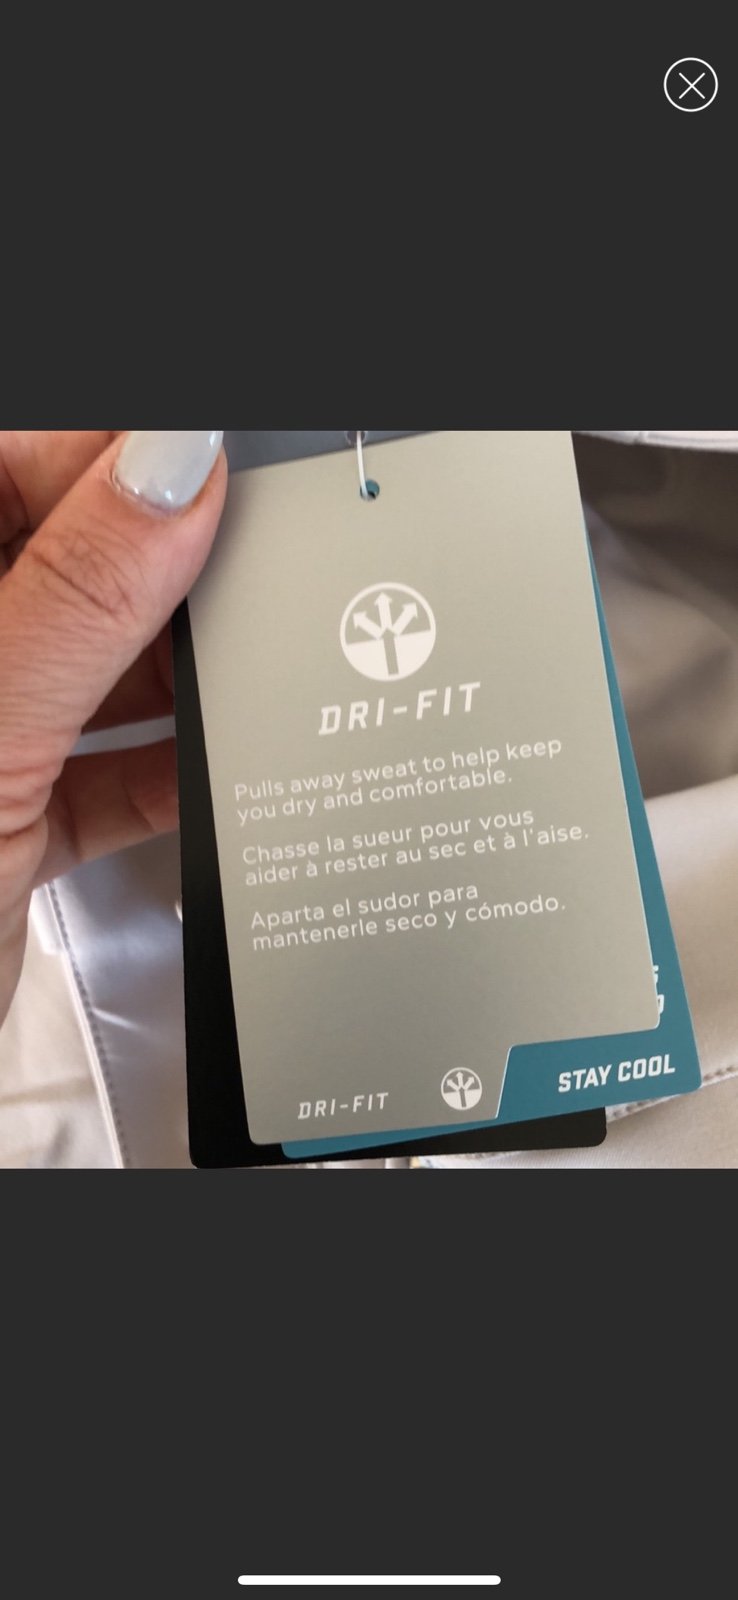 DRI-FIT
Pulls away sweat to help keep
you dry and comfortable.
Chasse la sueur pour vous
aider à rester au sec et à l'aise.
Aparta el sudor para
mantenerle seco y cómodo.
DRI-FIT
STAY COOL